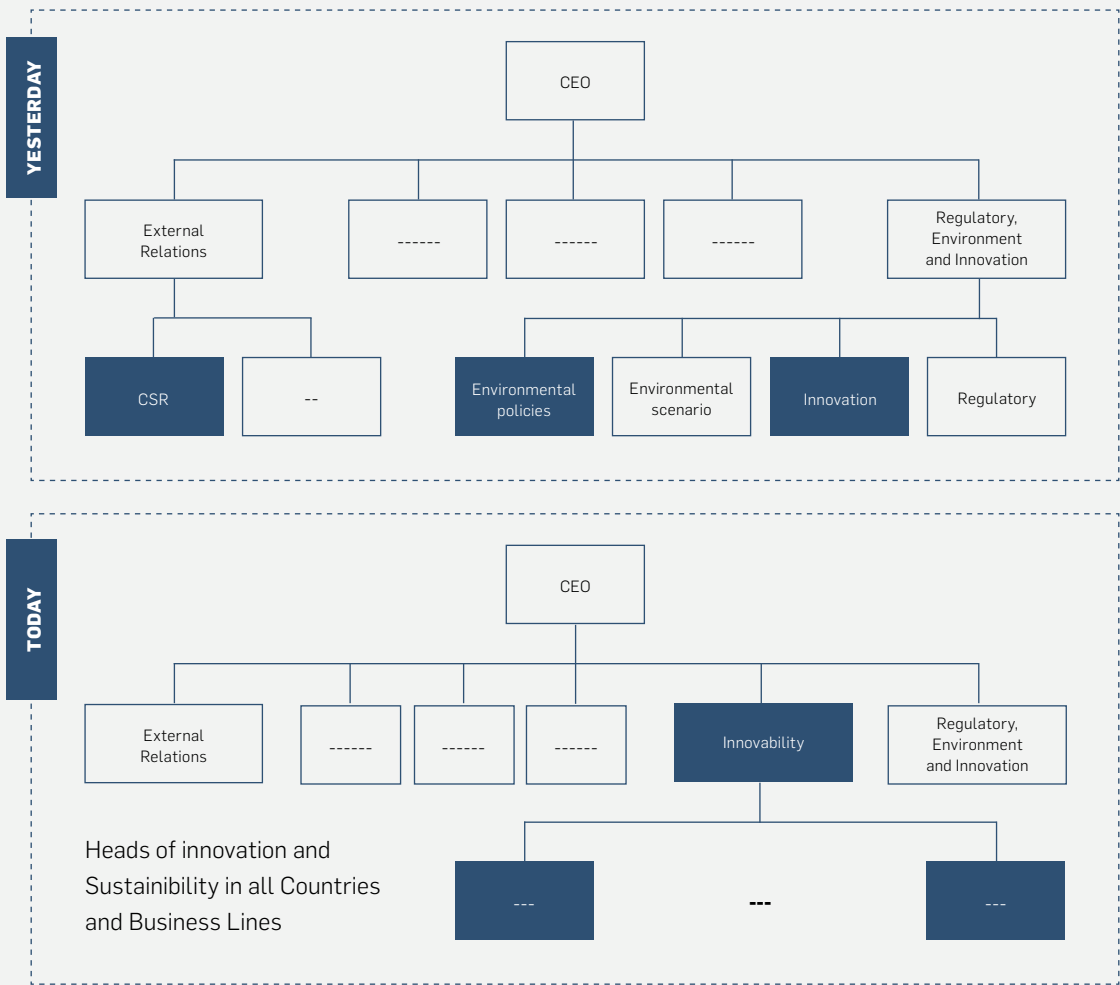 YESTERDAY
CEO
External
Relations
------
------
------
Regulatory,
Environment
and Innovation
CSR
--
Environmental
policies
Environmental
scenario
Innovation
Regulatory
TODAY
CEO
External
Relations
------
------
------
Innovability
Regulatory,
Environment
and Innovation
Heads of innovation and
Sustainibility in all Countries
and Business Lines
---
---
---